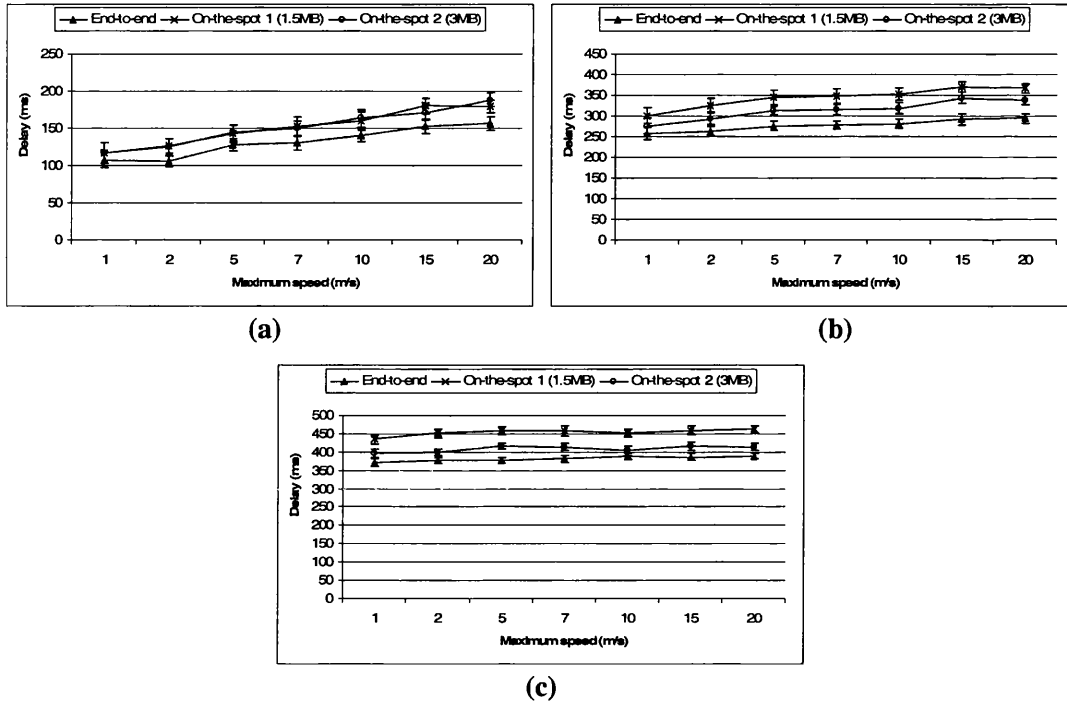 End-to-end On-the-spot 1 (1.5MB) On-the-spot 2 (3MB)
250
200
150
100
50
0
Delay (ms)
1 2 5 7 10 15 20
Maximum speed (m/s)
(a)
End-to-end On-the-spot 1 (1.5MB) On-the-spot 2 (3MB)
450
400
350
300
250
200
150
100
50
0
Delay (ms)
1 2 5 7 10 15 20
Maximum speed (m/s)
(b)
End-to-end On-the-spot 1 (1.5MB) On-the-spot 2 (3MB)
500
450
400
350
300
250
200
150
100
50
0
Delay (ms)
1 2 5 7 10 15 20
Maximum speed (m/s)
(c)